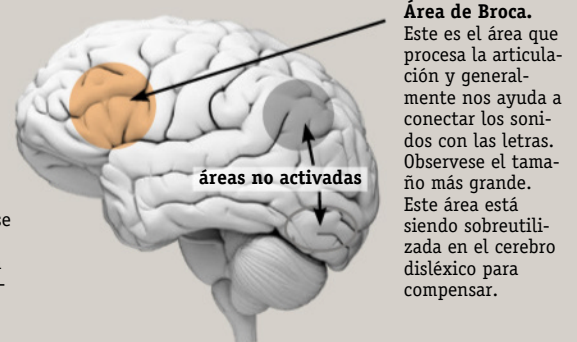 Área de Broca.
Este es el área que
procesa la articula-
ción y general-
mente nos ayuda a
conectar los soni-
dos con las letras.
Observese el tama-
ño más grande.
Este área está
siendo sobreutili-
zada en el cerebro
disléxico para
compensar.
áreas no activadas
se